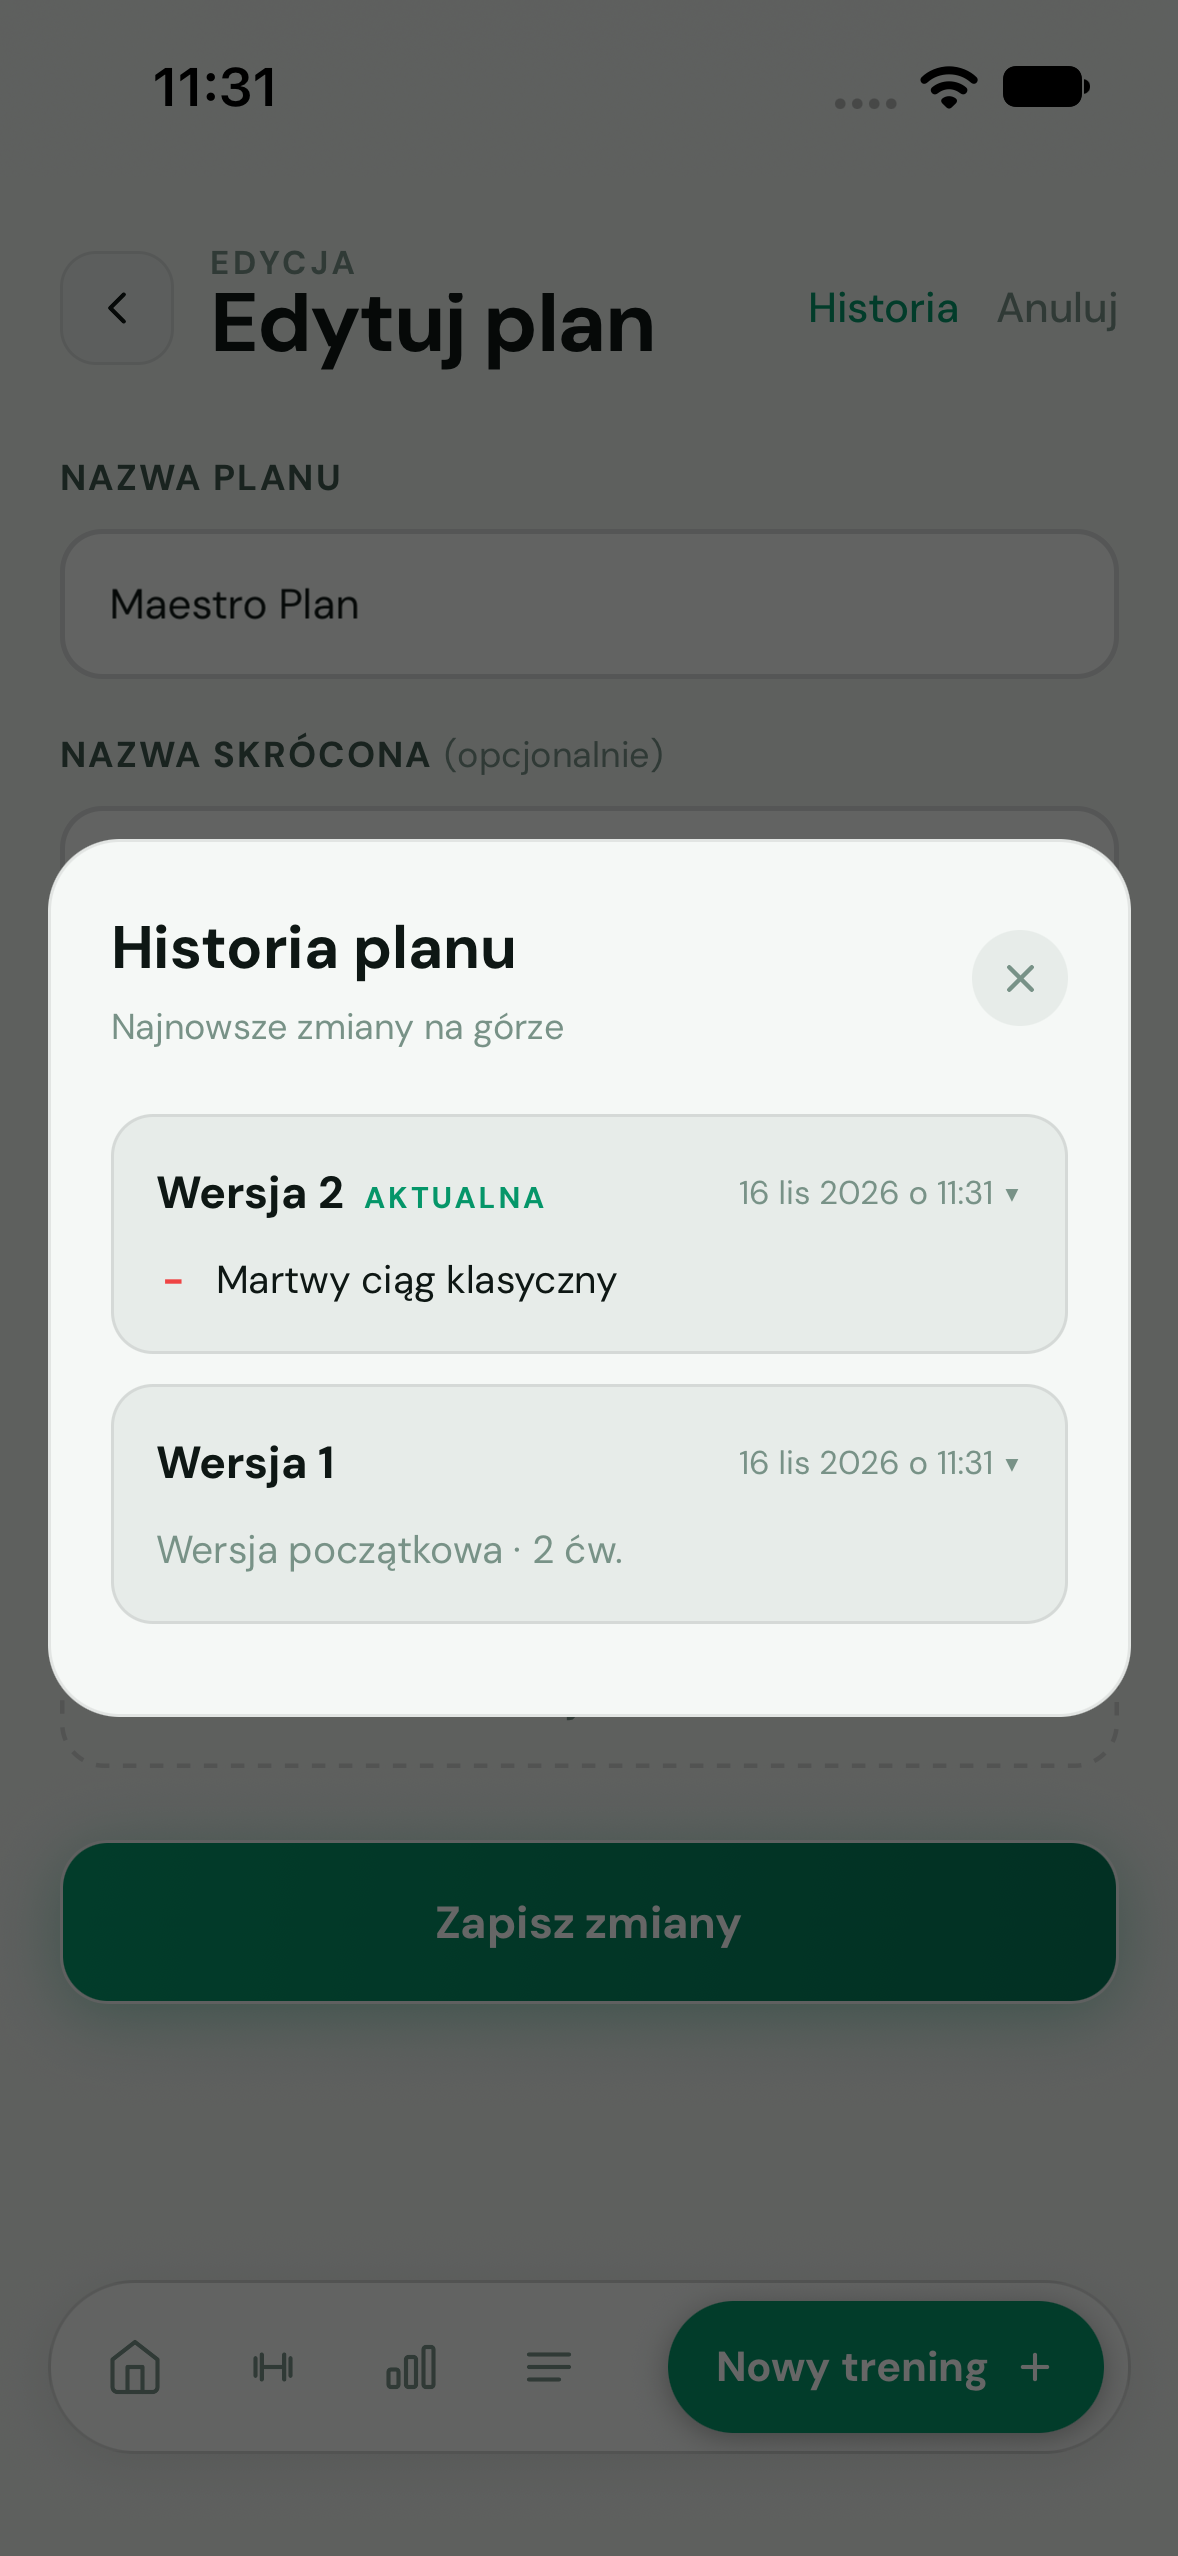 11:31
EDYCJA
Edytuj plan
Historia Anuluj
NAZWA PLANU
Maestro Plan
NAZWA SKRÓCONA (opcjonalnie)
Historia planu
Najnowsze zmiany na górze
Wersja 2 AKTUALNA 16 lis 2026 o 11:31 ▾
– Martwy ciąg klasyczny
Wersja 1 16 lis 2026 o 11:31 ▾
Wersja początkowa · 2 ćw.
Zapisz zmiany
Nowy trening +